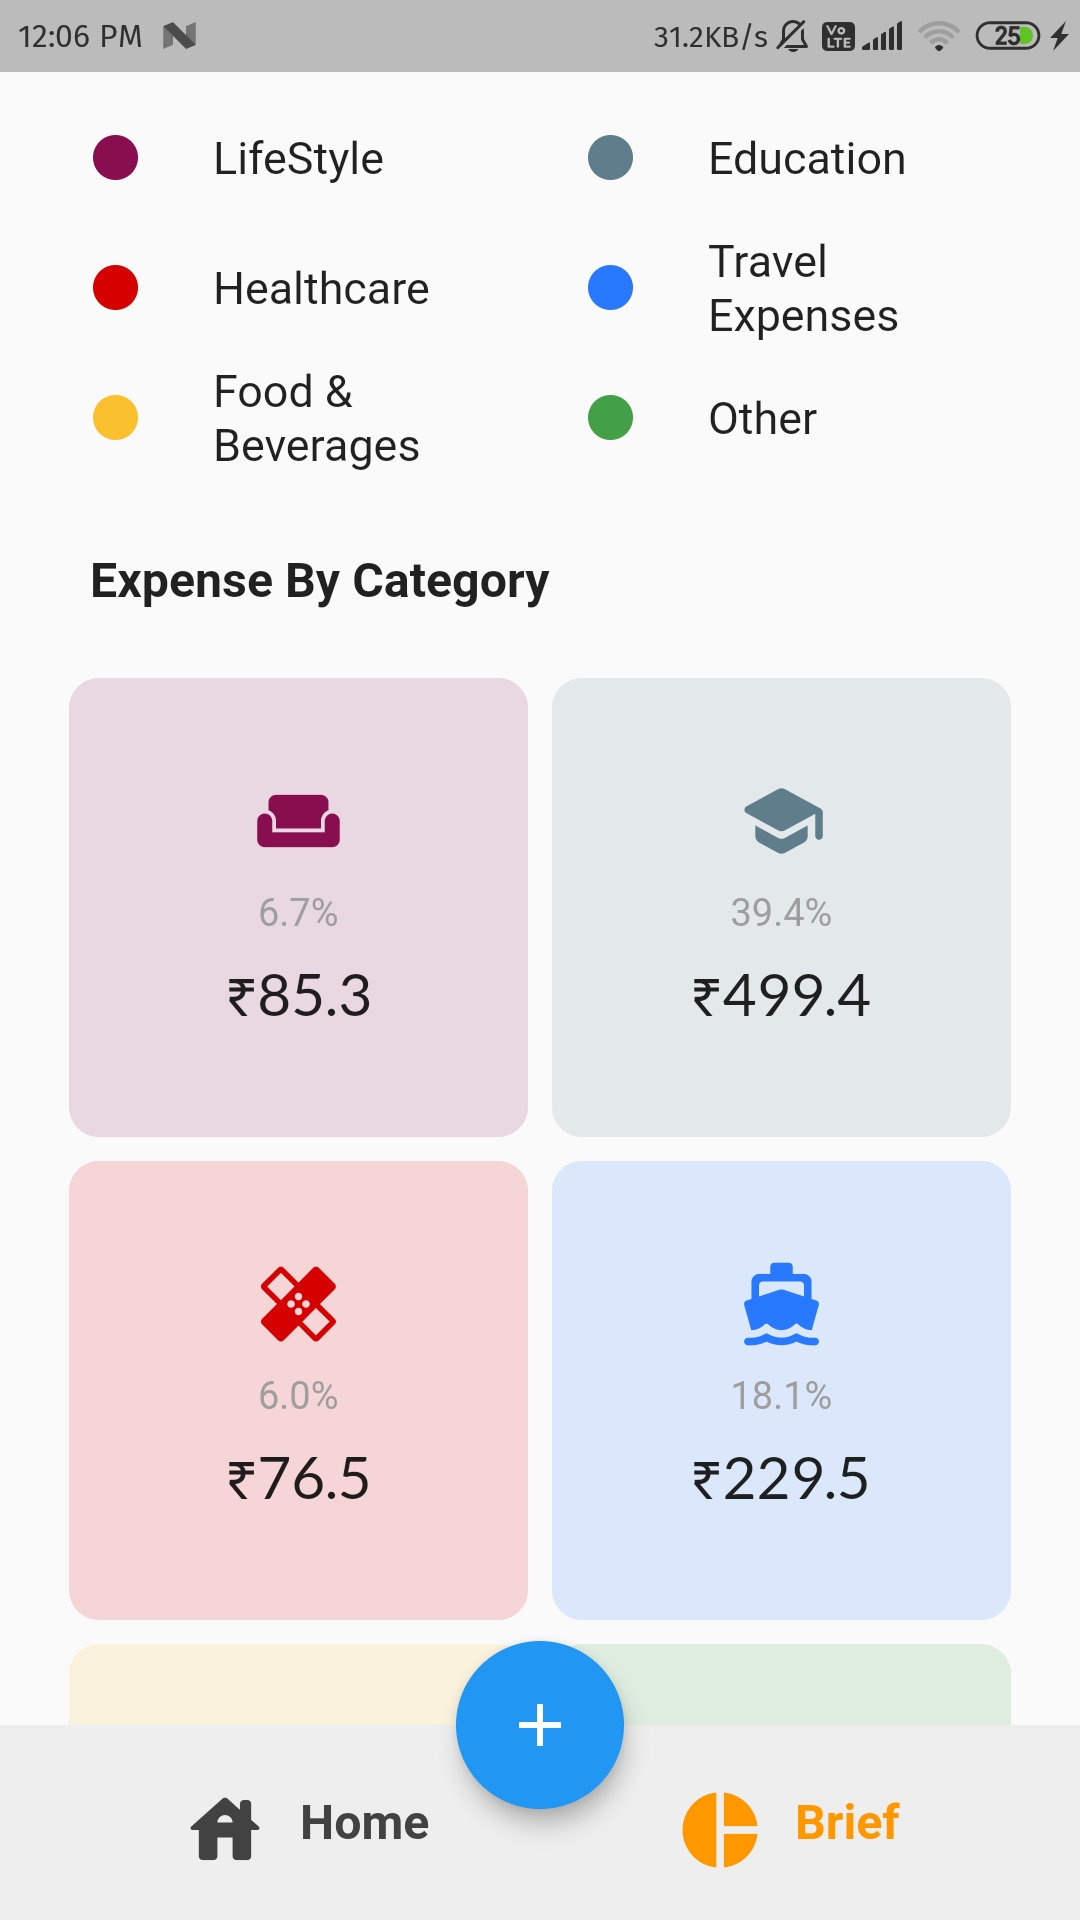 12:06 PM
31.2KB/s Vo LTE 25
LifeStyle
Education
Healthcare
Travel
Expenses
Food &
Beverages
Other
Expense By Category
6.7%
₹85.3
39.4%
₹499.4
6.0%
₹76.5
18.1%
₹229.5
Home
Brief